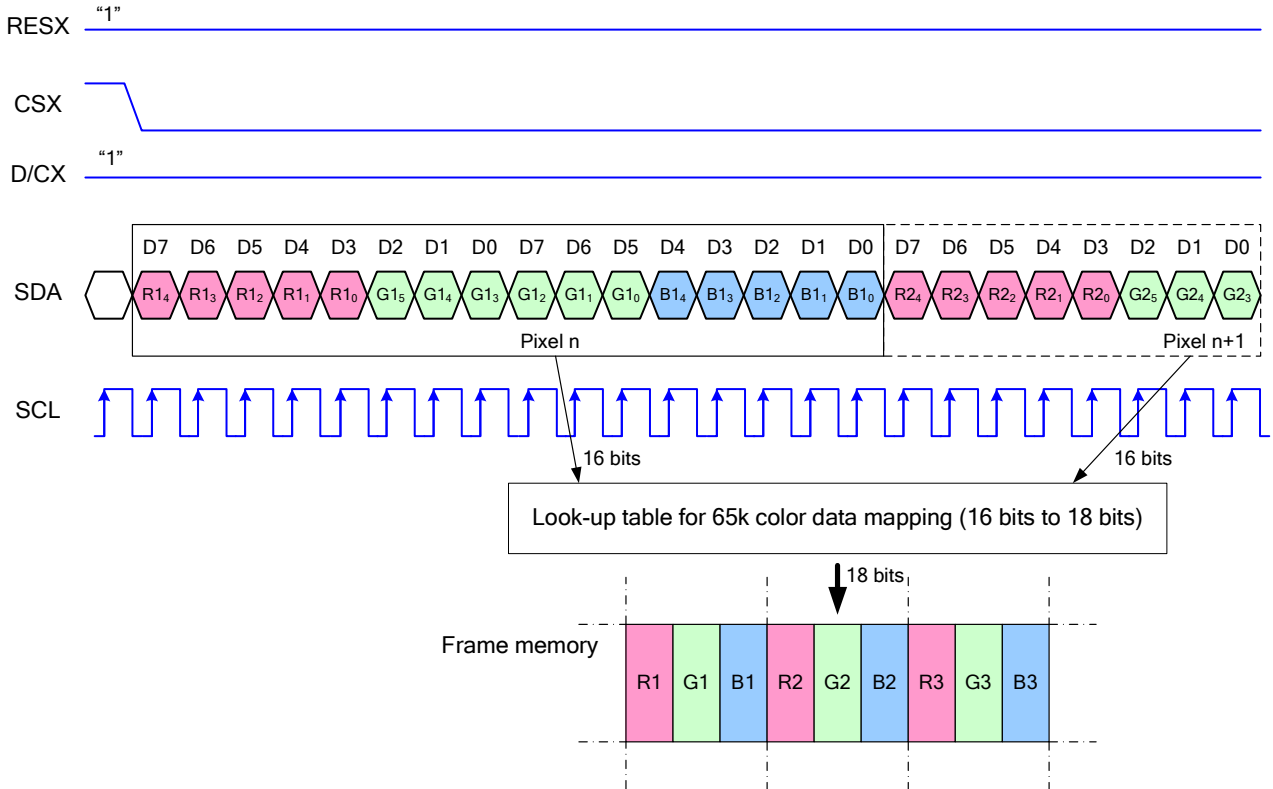 RESX “1”
CSX
D/CX “1”
D7 D6 D5 D4 D3 D2 D1 D0 D7 D6 D5 D4 D3 D2 D1 D0 D7 D6 D5 D4 D3 D2 D1 D0
SDA R1₄ R1₃ R1₂ R1₁ R1₀ G1₅ G1₄ G1₃ G1₂ G1₁ G1₀ B1₄ B1₃ B1₂ B1₁ B1₀ R2₄ R2₃ R2₂ R2₁ R2₀ G2₅ G2₄ G2₃
Pixel n Pixel n+1
SCL
16 bits 16 bits
Look-up table for 65k color data mapping (16 bits to 18 bits)
18 bits
Frame memory
R1 G1 B1 R2 G2 B2 R3 G3 B3